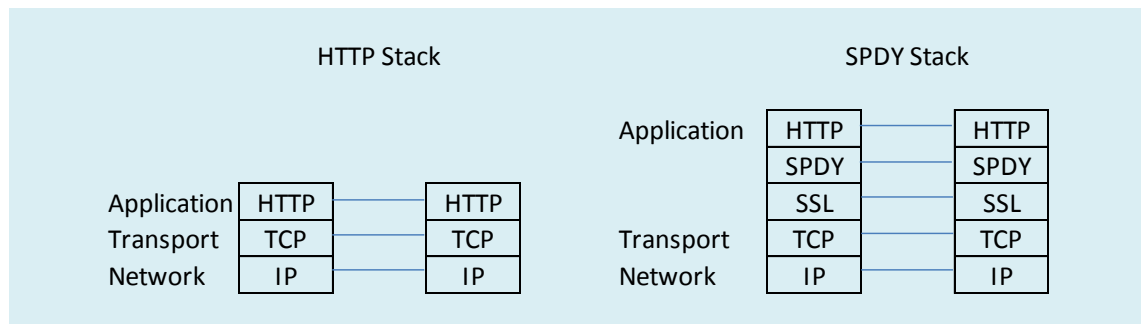 HTTP Stack
Application HTTP HTTP
Transport TCP TCP
Network IP IP
SPDY Stack
Application HTTP HTTP
SPDY SPDY
SSL SSL
Transport TCP TCP
Network IP IP